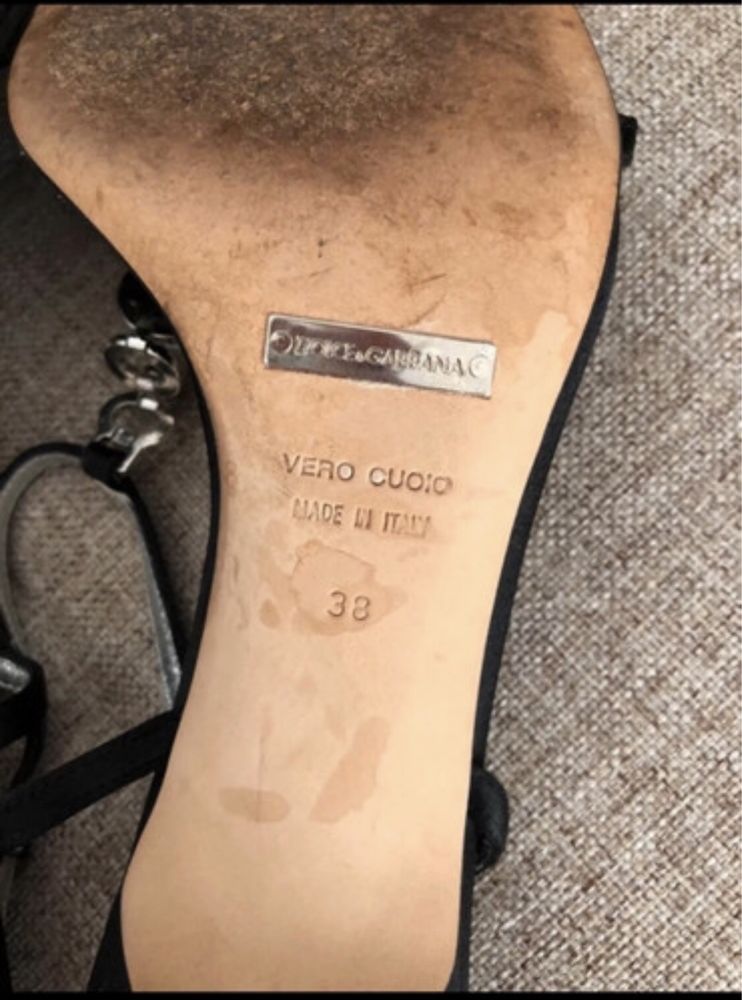 DOLCE & GABBANA
VERO CUOIO
MADE IN ITALY
38